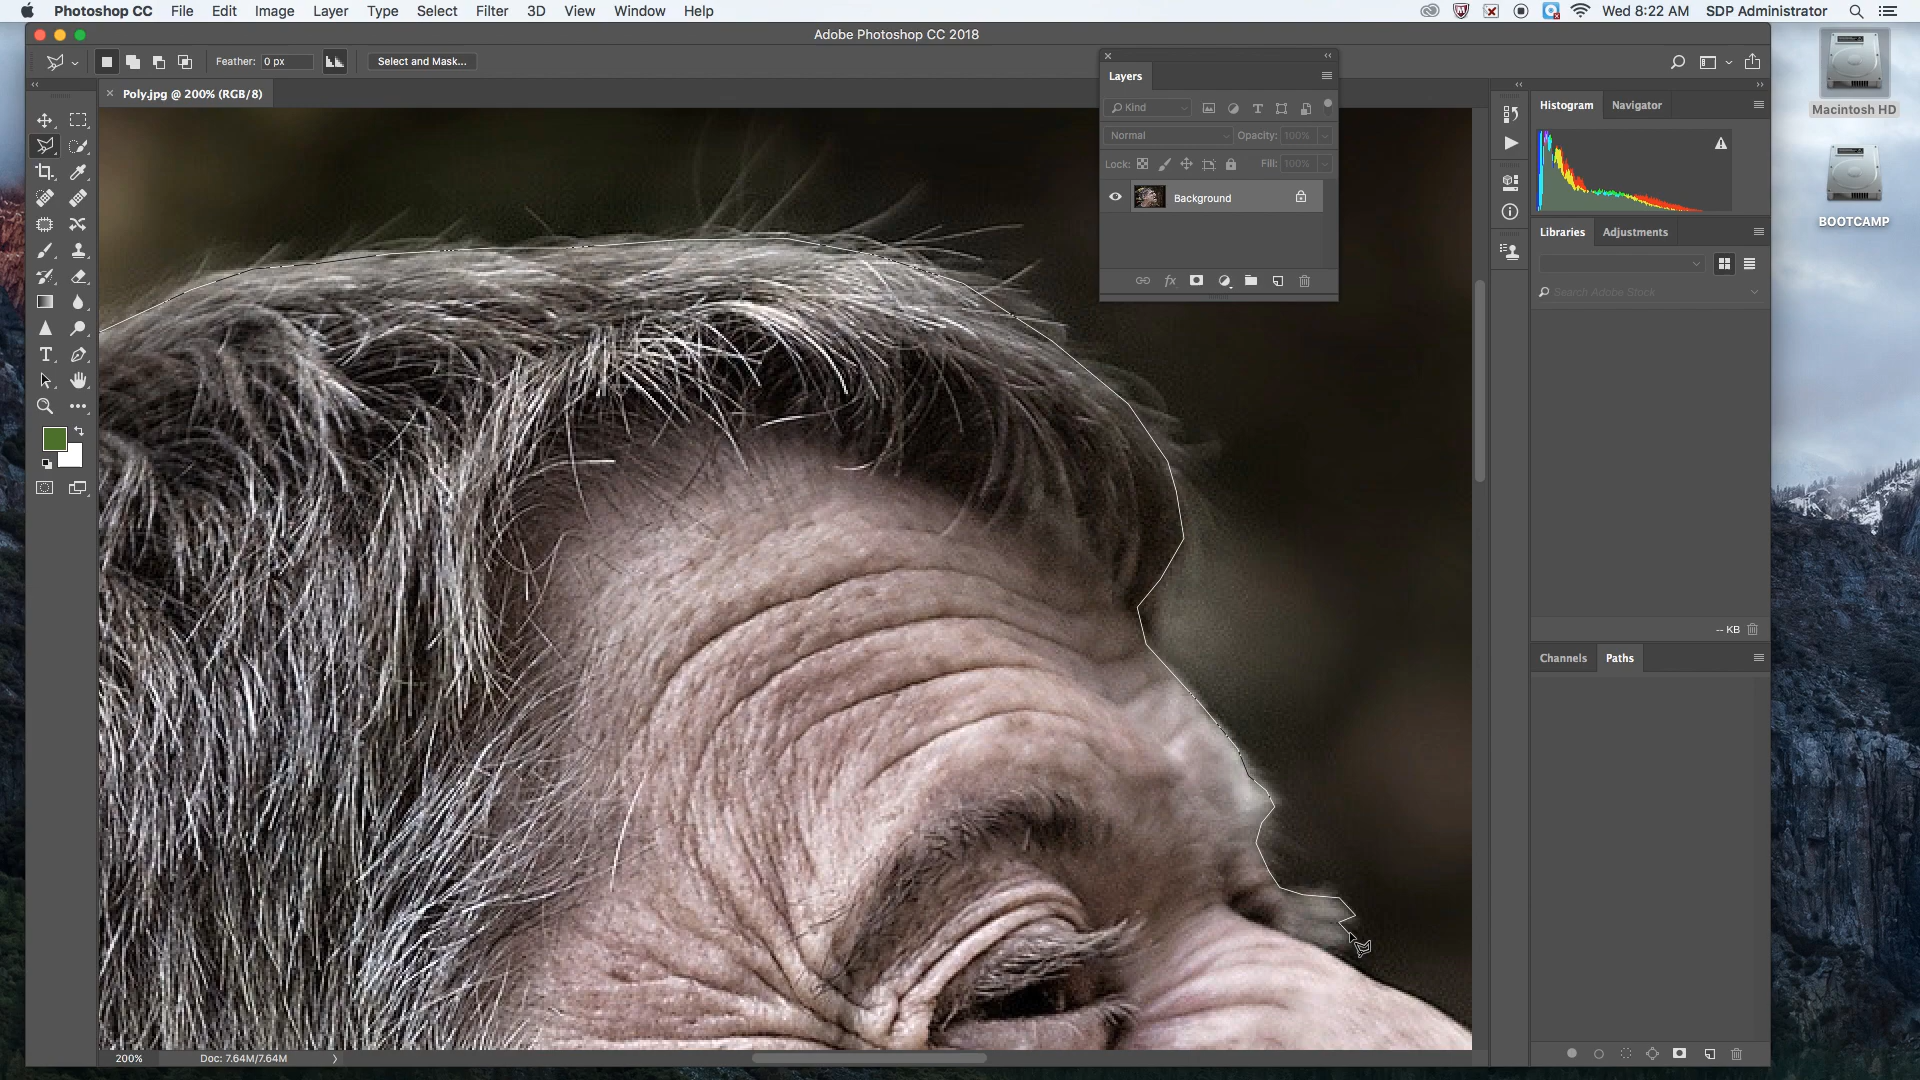 Photoshop CC File Edit Image Layer Type Select Filter 3D View Window Help Wed 8:22 AM SDP Administrator
Adobe Photoshop CC 2018
Feather: 0 px Select and Mask...
Poly.jpg @ 200% (RGB/8)
Layers
Kind
Normal Opacity: 100%
Lock: Fill: 100%
Background
fx
Histogram Navigator
Libraries Adjustments
Search Adobe Stock
-- KB
Channels Paths
200% Doc: 7.64M/7.64M
Macintosh HD
BOOTCAMP